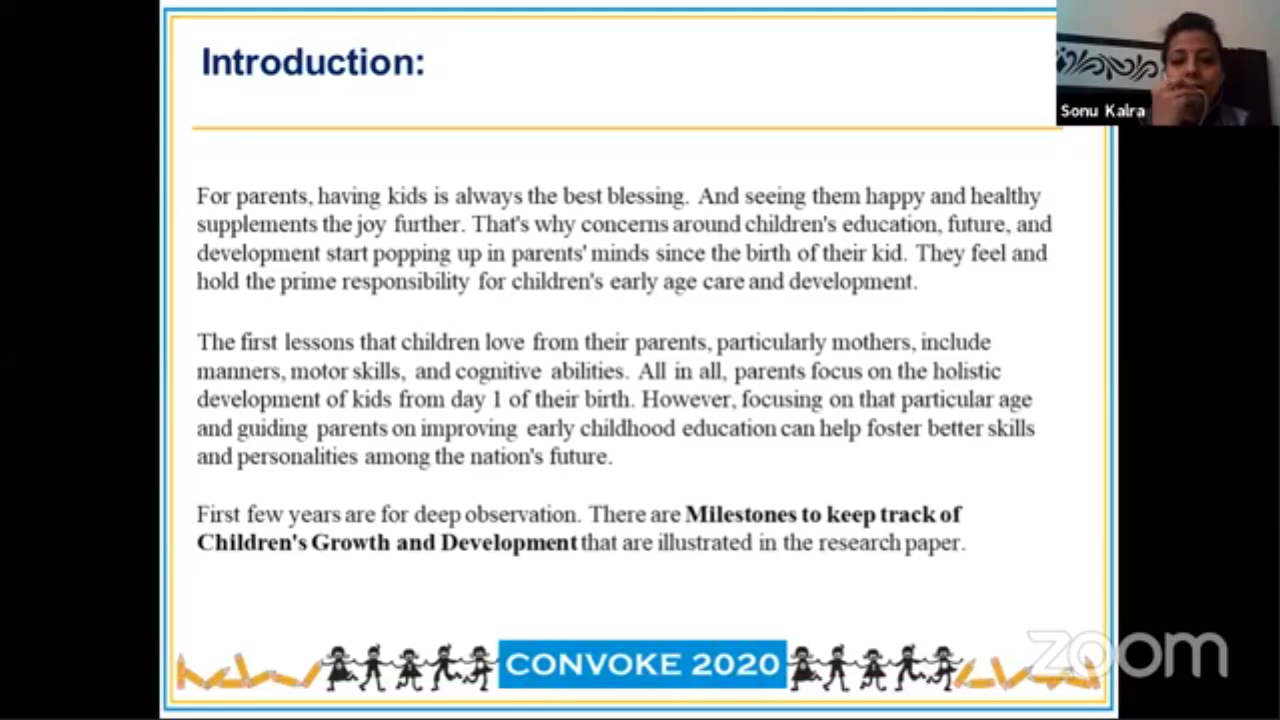 Introduction:
Sonu Kalra
For parents, having kids is always the best blessing. And seeing them happy and healthy
supplements the joy further. That's why concerns around children's education, future, and
development start popping up in parents' minds since the birth of their kid. They feel and
hold the prime responsibility for children's early age care and development.
The first lessons that children love from their parents, particularly mothers, include
manners, motor skills, and cognitive abilities. All in all, parents focus on the holistic
development of kids from day 1 of their birth. However, focusing on that particular age
and guiding parents on improving early childhood education can help foster better skills
and personalities among the nation's future.
First few years are for deep observation. There are Milestones to keep track of
Children's Growth and Development that are illustrated in the research paper.
CONVOKE 2020
zoom